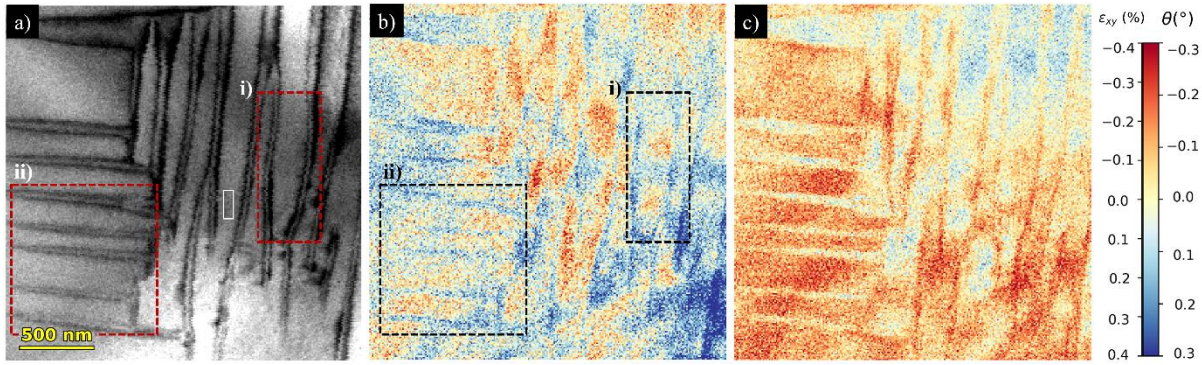 a)
i)
ii)
500 nm
b)
i)
ii)
c)
εxy (%) θ(°)
−0.4 −0.3
−0.3
−0.2
−0.2
−0.1
−0.1
0.0 0.0
0.1
0.1
0.2
0.2
0.3
0.4 0.3